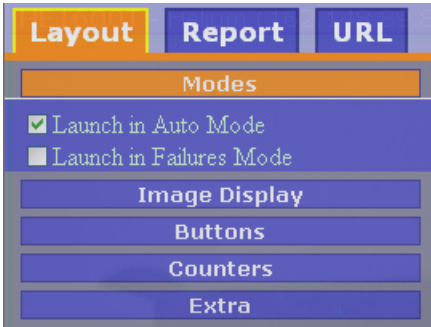 Layout Report URL
Modes
Launch in Auto Mode
Launch in Failures Mode
Image Display
Buttons
Counters
Extra